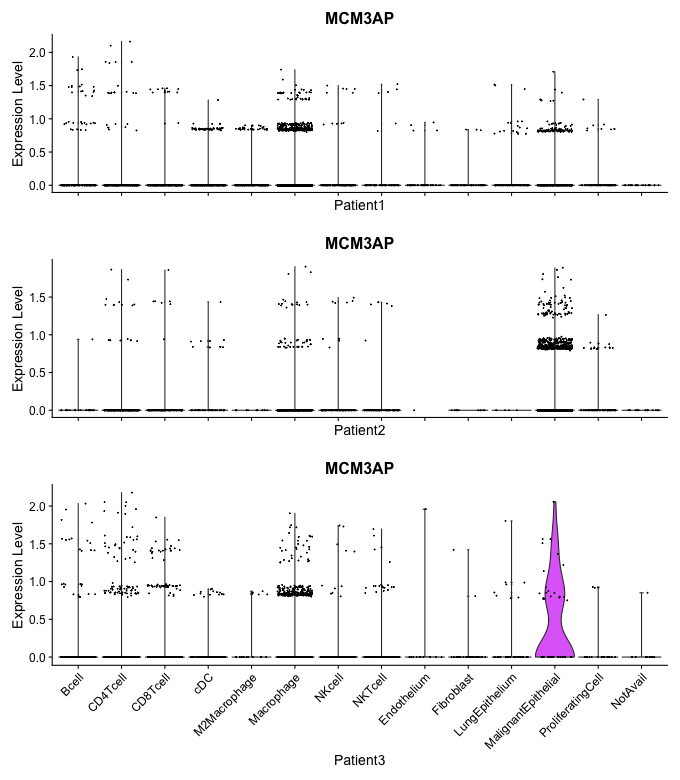 MCM3AP
Expression Level
2.0
1.5
1.0
0.5
0.0
Patient1
MCM3AP
Expression Level
1.5
1.0
0.5
0.0
Patient2
MCM3AP
Expression Level
2.0
1.5
1.0
0.5
0.0
Bcell
CD4Tcell
CD8Tcell
cDC
M2Macrophage
Macrophage
NKcell
NKTcell
Endothelium
Fibroblast
LungEpithelium
MalignantEpithelial
ProliferatingCell
NotAvail
Patient3